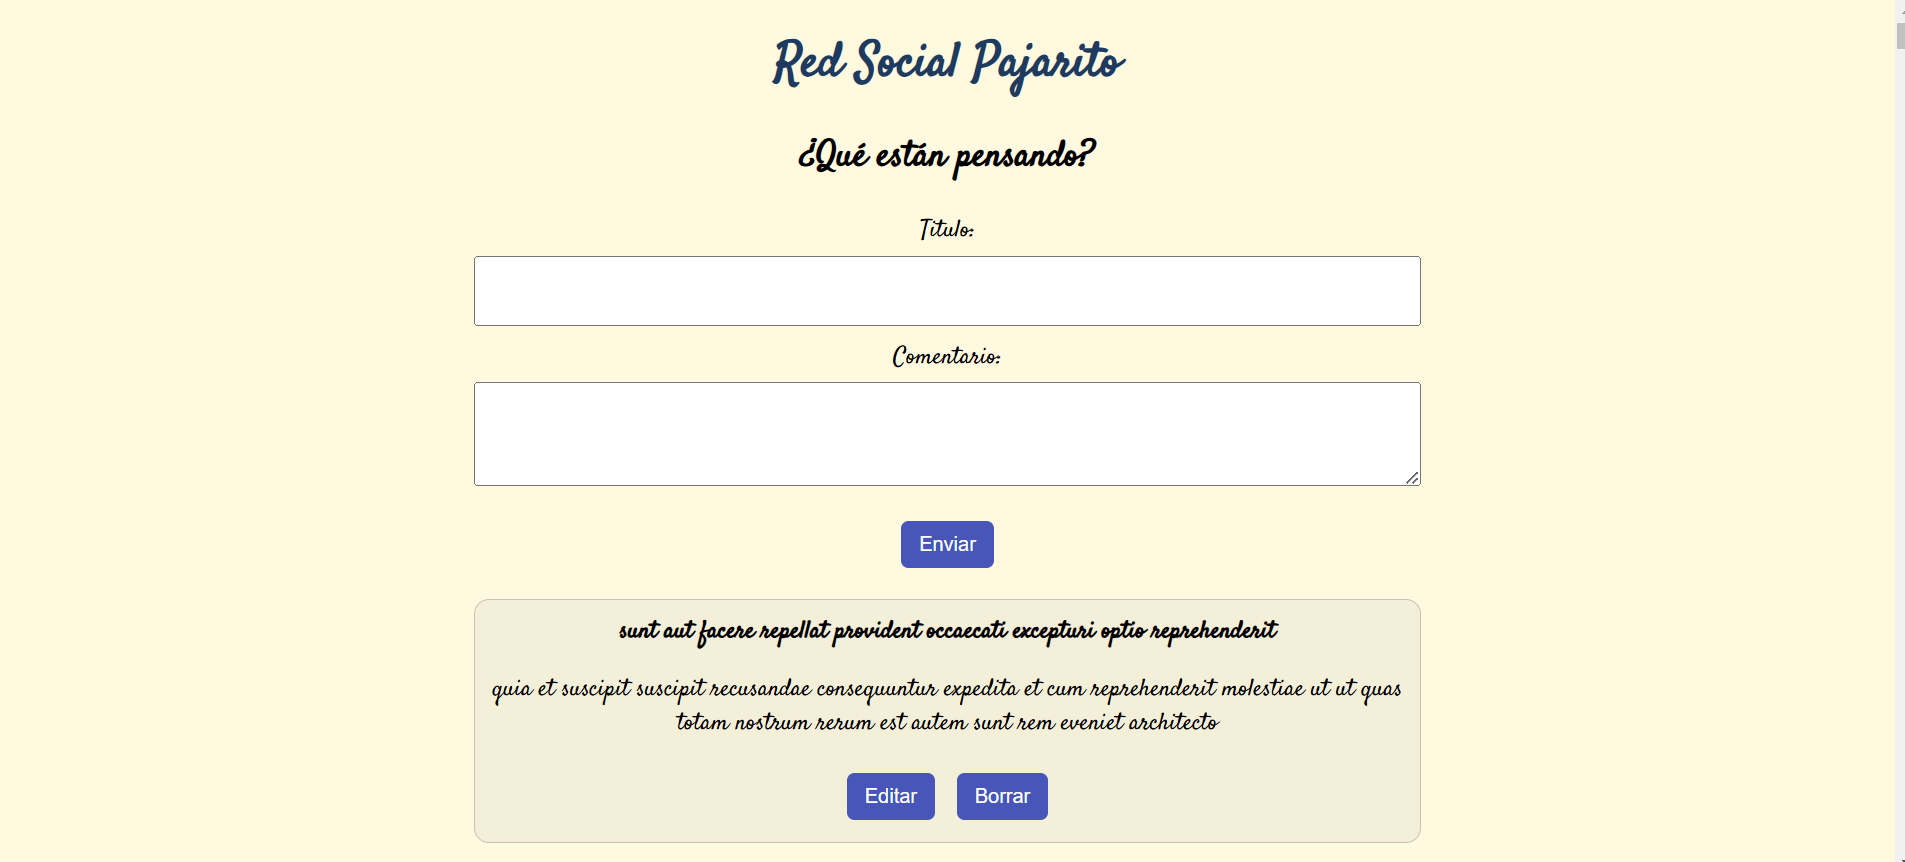 Red Social Pajarito
¿Qué están pensando?
Titulo:
Comentario:
Enviar
sunt aut facere repellat provident occaecati excepturi optio reprehenderit
quia et suscipit suscipit recusandae consequuntur expedita et cum reprehenderit molestiae ut ut quas
totam nostrum rerum est autem sunt rem eveniet architecto
Editar
Borrar